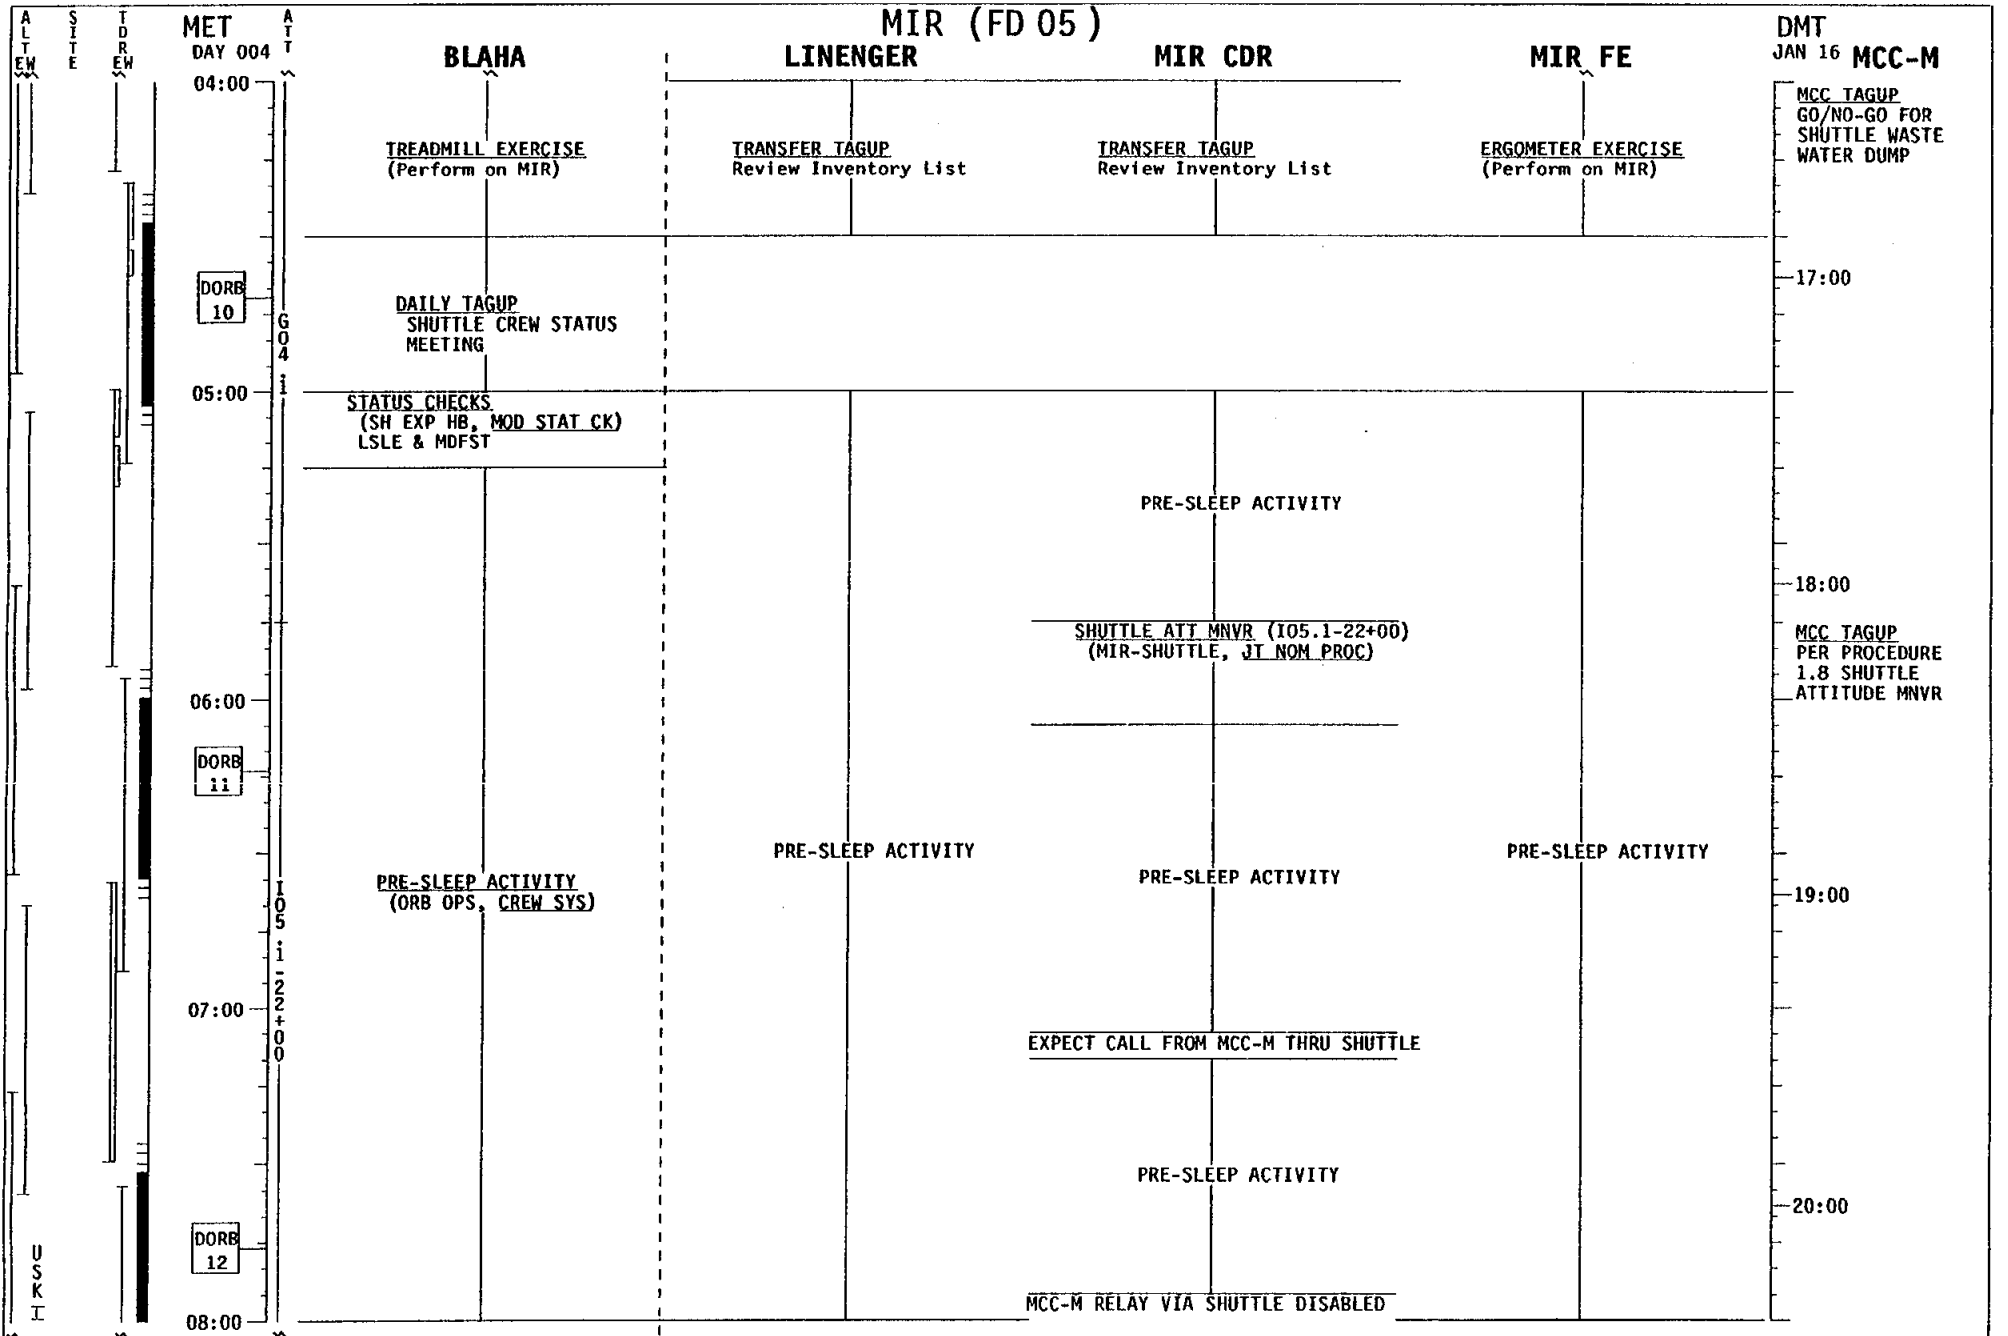 MIR (FD 05)
ALT
E W
SITE
TDR
E W
MET
DAY 004
ATT
BLAHA
LINENGER
MIR CDR
MIR FE
DMT
JAN 16
MCC-M
04:00
TREADMILL EXERCISE
(Perform on MIR)
TRANSFER TAGUP
Review Inventory List
TRANSFER TAGUP
Review Inventory List
ERGOMETER EXERCISE
(Perform on MIR)
MCC TAGUP
GO/NO-GO FOR
SHUTTLE WASTE
WATER DUMP
17:00
DORB
10
G04.1
DAILY TAGUP
SHUTTLE CREW STATUS
MEETING
05:00
STATUS CHECKS
(SH EXP HB, MOD STAT CK)
LSLE & MDFST
PRE-SLEEP ACTIVITY
18:00
SHUTTLE ATT MNVR (I05.1-22+00)
(MIR-SHUTTLE, JT NOM PROC)
MCC TAGUP
PER PROCEDURE
1.8 SHUTTLE
ATTITUDE MNVR
06:00
DORB
11
PRE-SLEEP ACTIVITY
(ORB OPS, CREW SYS)
PRE-SLEEP ACTIVITY
PRE-SLEEP ACTIVITY
PRE-SLEEP ACTIVITY
19:00
I05.1-22+00
07:00
EXPECT CALL FROM MCC-M THRU SHUTTLE
PRE-SLEEP ACTIVITY
20:00
DORB
12
USK
MCC-M RELAY VIA SHUTTLE DISABLED
08:00